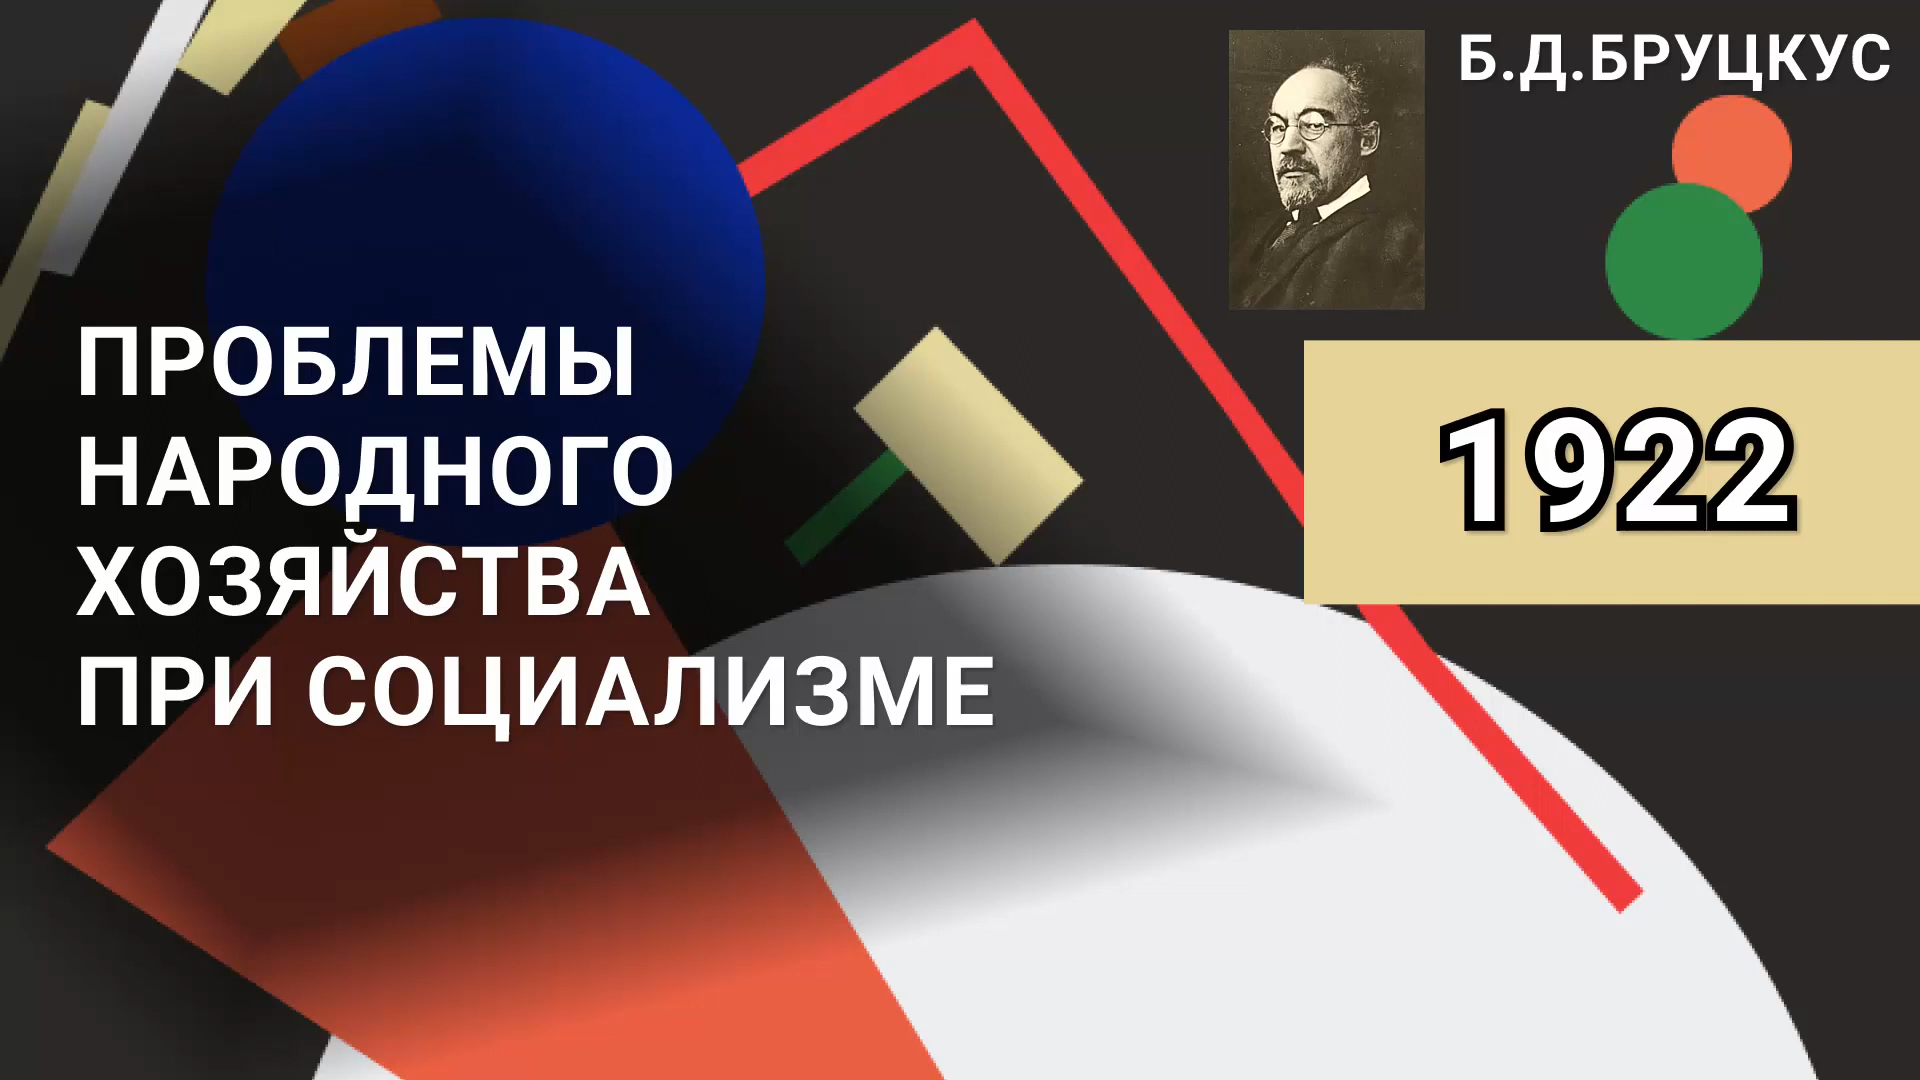 Б.Д.БРУЦКУС
ПРОБЛЕМЫ
НАРОДНОГО
ХОЗЯЙСТВА
ПРИ СОЦИАЛИЗМЕ
1922